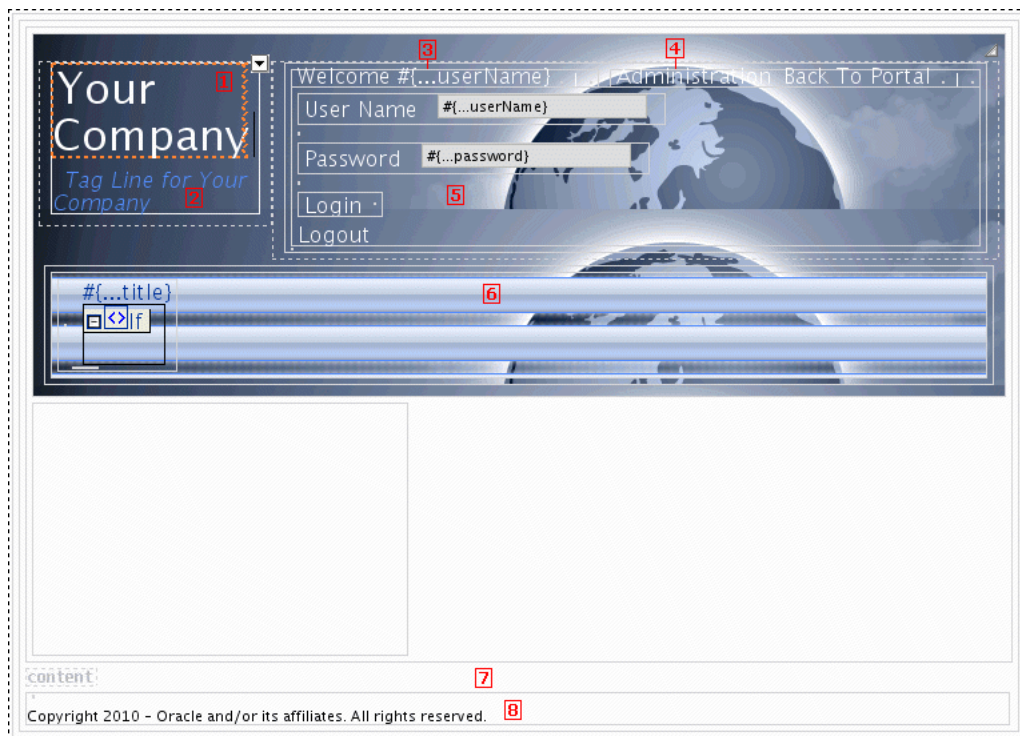 3
4
Your
Company
1
Tag Line for Your
Company
2
Welcome #{...userName} . | . | Administration Back To Portal . | .
User Name #{...userName}
Password #{...password}
5
Login
Logout
#{...title}
6
<> If
content
7
Copyright 2010 - Oracle and/or its affiliates. All rights reserved.
8